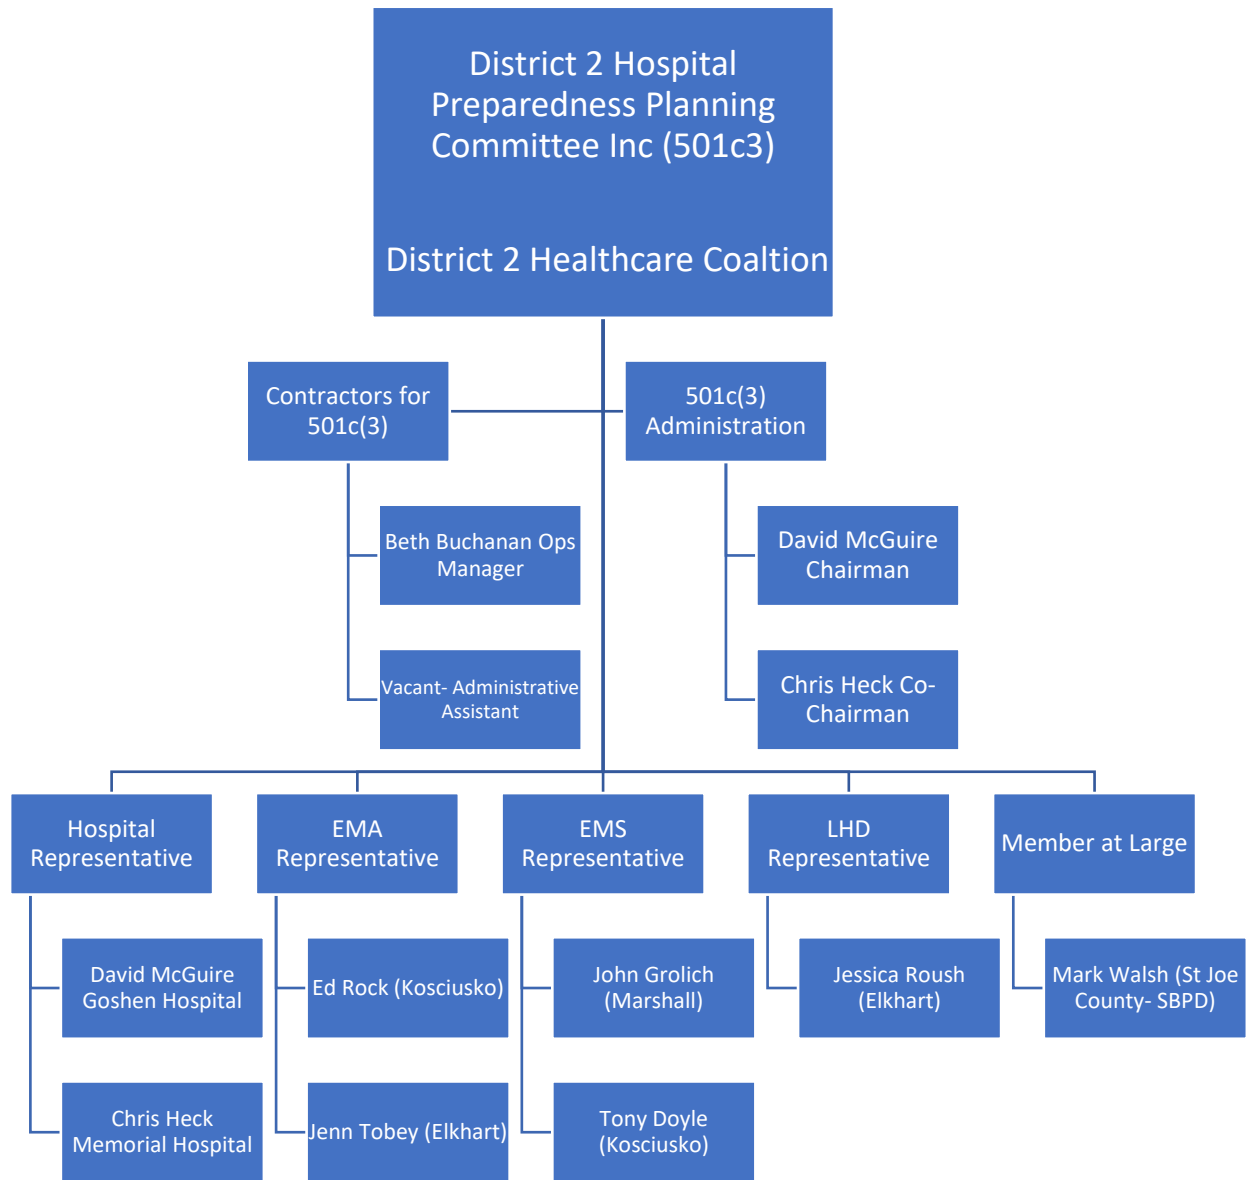 District 2 Hospital
Preparedness Planning
Committee Inc (501c3)
District 2 Healthcare Coaltion
Contractors for
501c(3)
501c(3)
Administration
Beth Buchanan Ops
Manager
David McGuire
Chairman
Vacant- Administrative
Assistant
Chris Heck Co-
Chairman
Hospital
Representative
EMA
Representative
EMS
Representative
LHD
Representative
Member at Large
David McGuire
Goshen Hospital
Ed Rock (Kosciusko)
John Grolich
(Marshall)
Jessica Roush
(Elkhart)
Mark Walsh (St Joe
County- SBPD)
Chris Heck
Memorial Hospital
Jenn Tobey (Elkhart)
Tony Doyle
(Kosciusko)